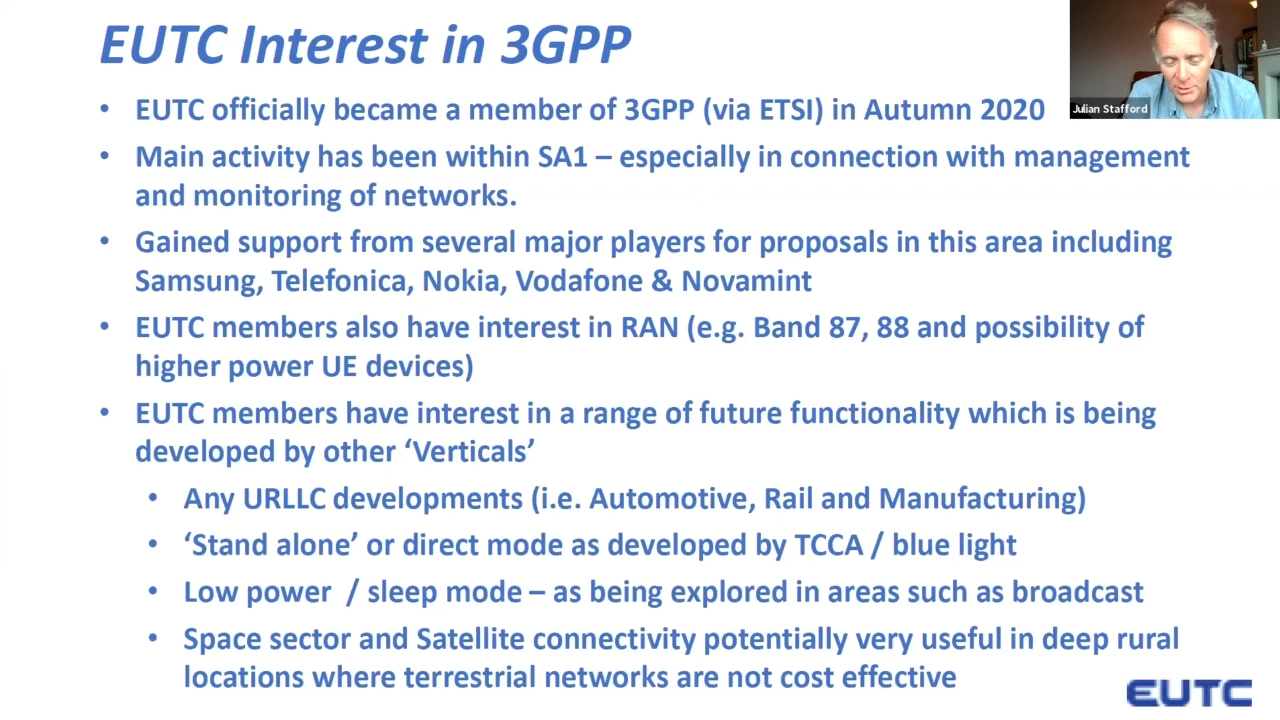 EUTC Interest in 3GPP
Julian Stafford
• EUTC officially became a member of 3GPP (via ETSI) in Autumn 2020
• Main activity has been within SA1 – especially in connection with management
and monitoring of networks.
• Gained support from several major players for proposals in this area including
Samsung, Telefonica, Nokia, Vodafone & Novamint
• EUTC members also have interest in RAN (e.g. Band 87, 88 and possibility of
higher power UE devices)
• EUTC members have interest in a range of future functionality which is being
developed by other ‘Verticals’
• Any URLLC developments (i.e. Automotive, Rail and Manufacturing)
• ‘Stand alone’ or direct mode as developed by TCCA / blue light
• Low power / sleep mode – as being explored in areas such as broadcast
• Space sector and Satellite connectivity potentially very useful in deep rural
locations where terrestrial networks are not cost effective
EUTC